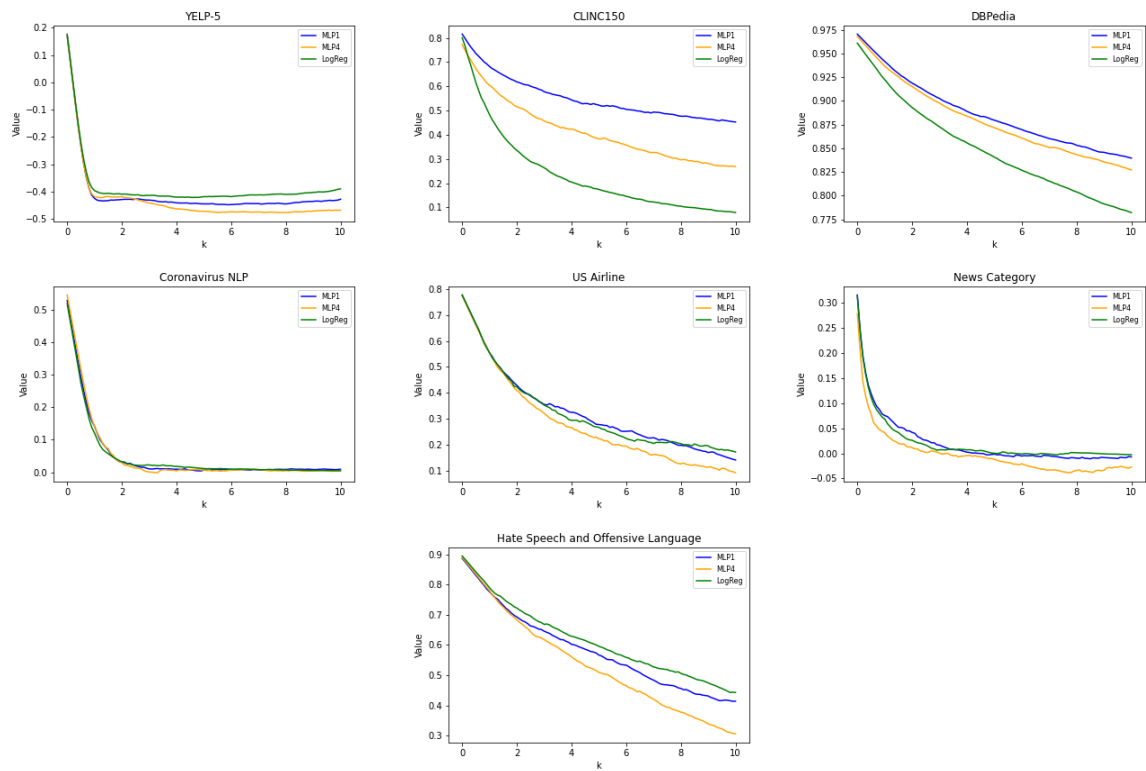 YELP-5
0.2
0.1
0.0
−0.1
−0.2
−0.3
−0.4
−0.5
Value
0 2 4 6 8 10
k
MLP1
MLP4
LogReg
CLINC150
0.8
0.7
0.6
0.5
0.4
0.3
0.2
0.1
Value
0 2 4 6 8 10
k
MLP1
MLP4
LogReg
DBPedia
0.975
0.950
0.925
0.900
0.875
0.850
0.825
0.800
0.775
Value
0 2 4 6 8 10
k
MLP1
MLP4
LogReg
Coronavirus NLP
0.5
0.4
0.3
0.2
0.1
0.0
Value
0 2 4 6 8 10
k
MLP1
MLP4
LogReg
US Airline
0.8
0.7
0.6
0.5
0.4
0.3
0.2
0.1
Value
0 2 4 6 8 10
k
MLP1
MLP4
LogReg
News Category
0.30
0.25
0.20
0.15
0.10
0.05
0.00
−0.05
Value
0 2 4 6 8 10
k
MLP1
MLP4
LogReg
Hate Speech and Offensive Language
0.9
0.8
0.7
0.6
0.5
0.4
0.3
Value
0 2 4 6 8 10
k
MLP1
MLP4
LogReg